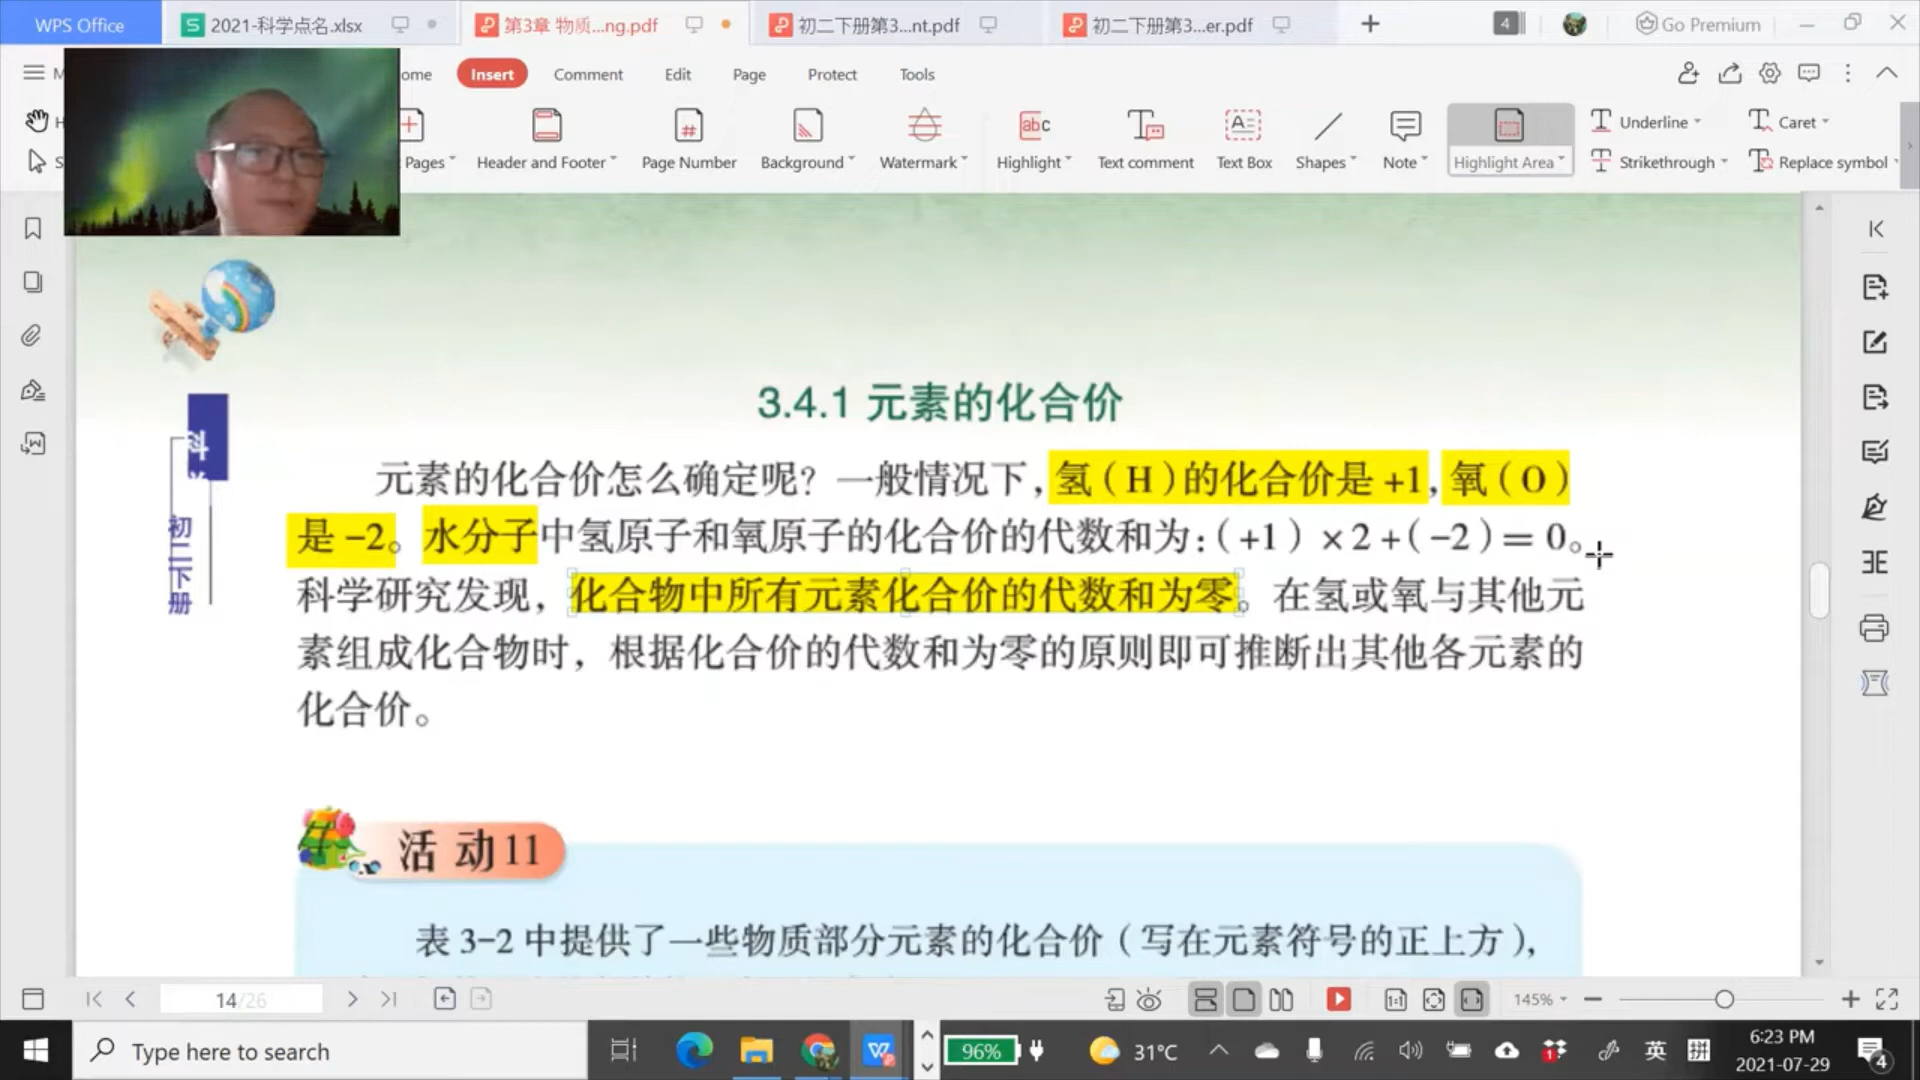 WPS Office
2021-科学点名.xlsx
第3章 物质...ng.pdf
初二下册第3...nt.pdf
初二下册第3...er.pdf
4
Go Premium
ome
Insert
Comment
Edit
Page
Protect
Tools
Pages
Header and Footer
Page Number
Background
Watermark
Highlight
Text comment
Text Box
Shapes
Note
Highlight Area
Underline
Strikethrough
Caret
Replace symbol
初二下册
3.4.1 元素的化合价
元素的化合价怎么确定呢？一般情况下，氢（H）的化合价是 +1，氧（O）
是 −2。水分子中氢原子和氧原子的化合价的代数和为：（+1）×2+（−2）= 0。
科学研究发现，化合物中所有元素化合价的代数和为零。在氢或氧与其他元
素组成化合物时，根据化合价的代数和为零的原则即可推断出其他各元素的
化合价。
活动11
表 3−2 中提供了一些物质部分元素的化合价（写在元素符号的正上方），
14/26
145%
Type here to search
96%
31°C
英
拼
6:23 PM
2021-07-29
4